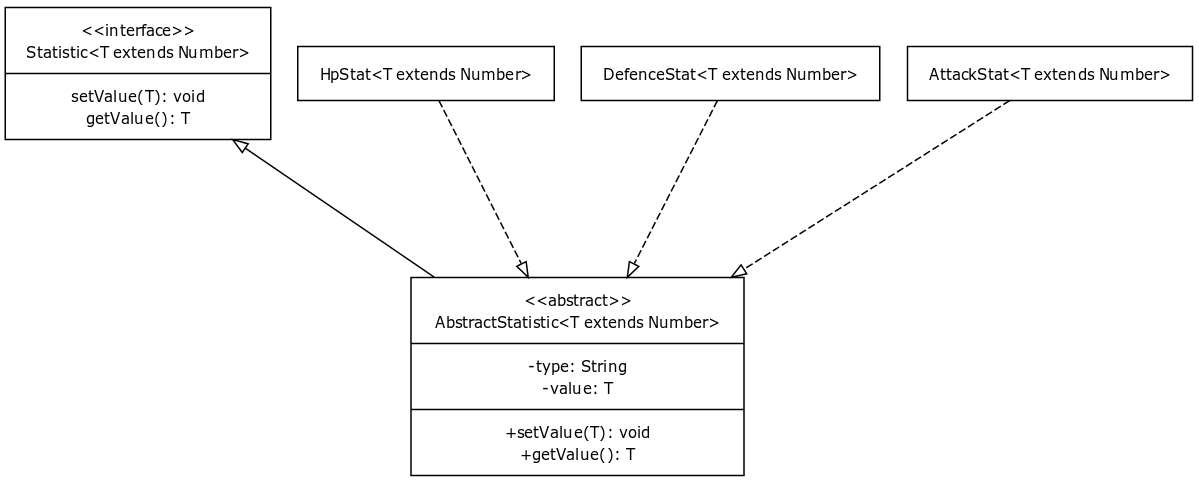 <<interface>>
Statistic<T extends Number>
setValue(T): void
getValue(): T
HpStat<T extends Number>
DefenceStat<T extends Number>
AttackStat<T extends Number>
<<abstract>>
AbstractStatistic<T extends Number>
-type: String
-value: T
+setValue(T): void
+getValue(): T